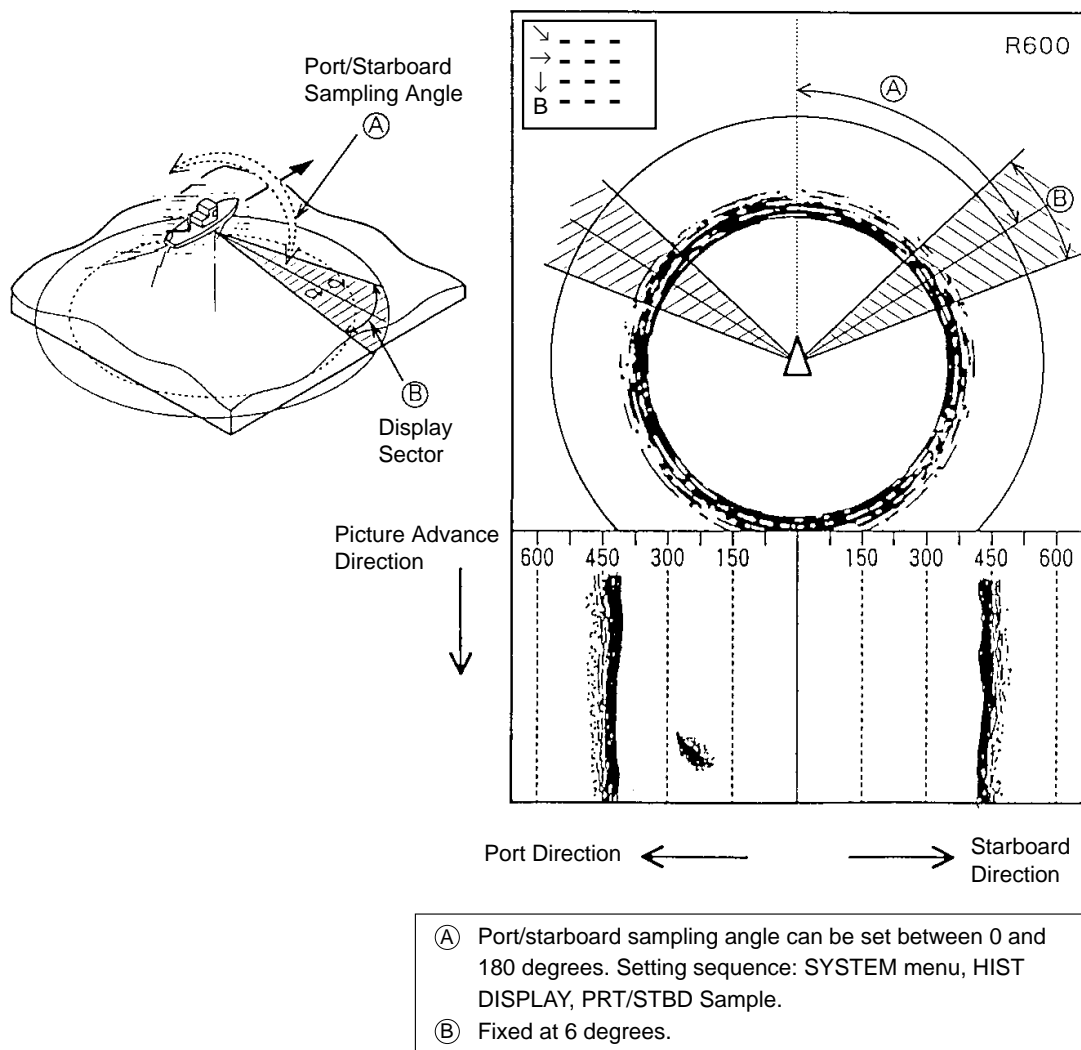 Port/Starboard
Sampling Angle
Ⓐ
Ⓑ
Display
Sector
↘ - - -
→ - - -
↓ - - -
B - - -
R600
Ⓐ
Ⓑ
Picture Advance
Direction
600 450 300 150 150 300 450 600
Port Direction
Starboard
Direction
Ⓐ Port/starboard sampling angle can be set between 0 and
180 degrees. Setting sequence: SYSTEM menu, HIST
DISPLAY, PRT/STBD Sample.
Ⓑ Fixed at 6 degrees.